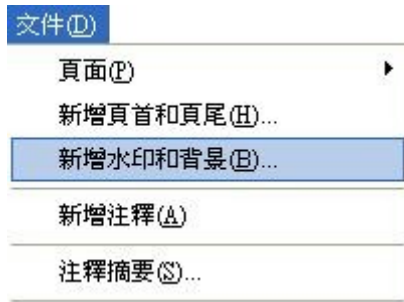 文件(D)
頁面(P)
新增頁首和頁尾(H)...
新增水印和背景(B)...
新增注釋(A)
注釋摘要(S)...